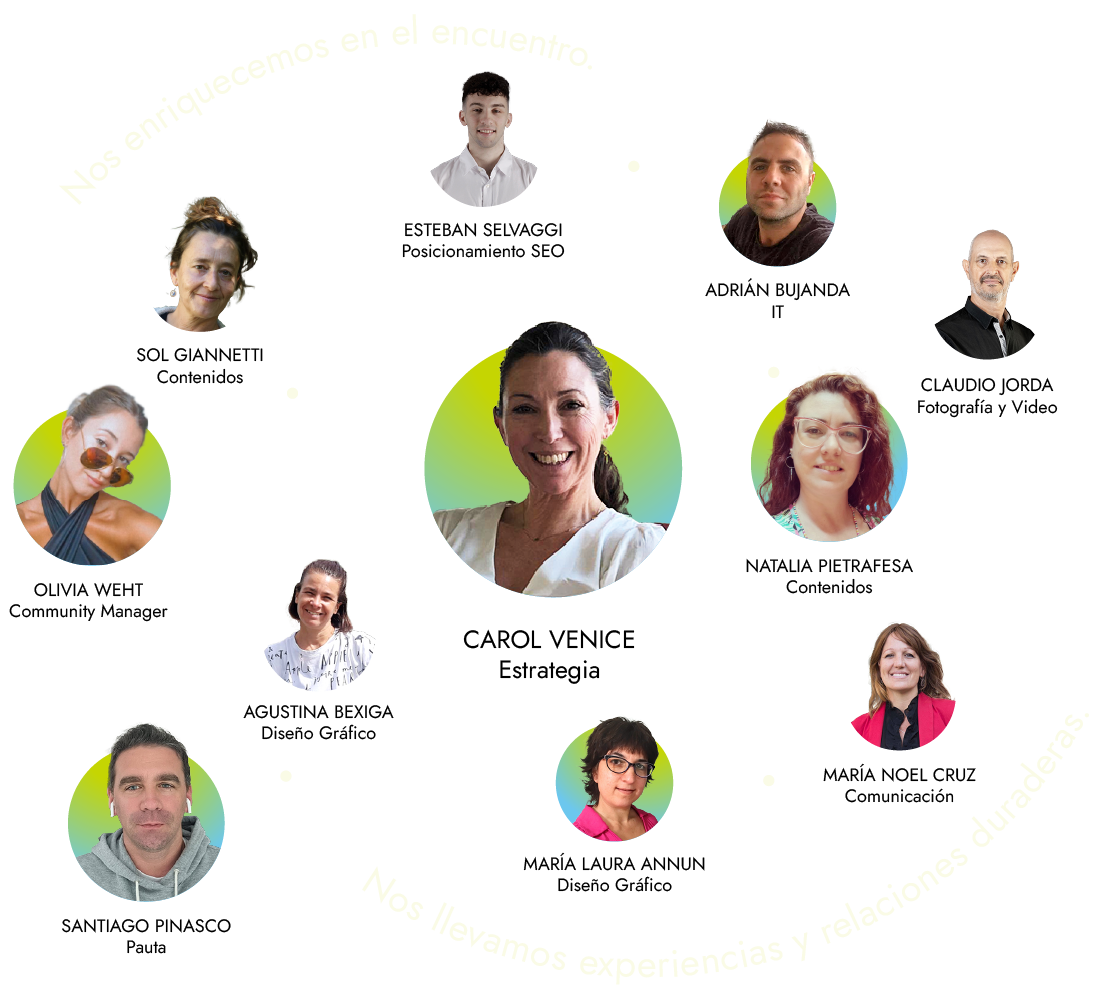 Nos enriquecemos en el encuentro.
ESTEBAN SELVAGGI
Posicionamiento SEO
ADRIÁN BUJANDA
IT
SOL GIANNETTI
Contenidos
CLAUDIO JORDA
Fotografía y Video
OLIVIA WEHT
Community Manager
CAROL VENICE
Estrategia
NATALIA PIETRAFESA
Contenidos
AGUSTINA BEXIGA
Diseño Gráfico
MARÍA NOEL CRUZ
Comunicación
MARÍA LAURA ANNUN
Diseño Gráfico
SANTIAGO PINASCO
Pauta
Nos llevamos experiencias y relaciones duraderas.